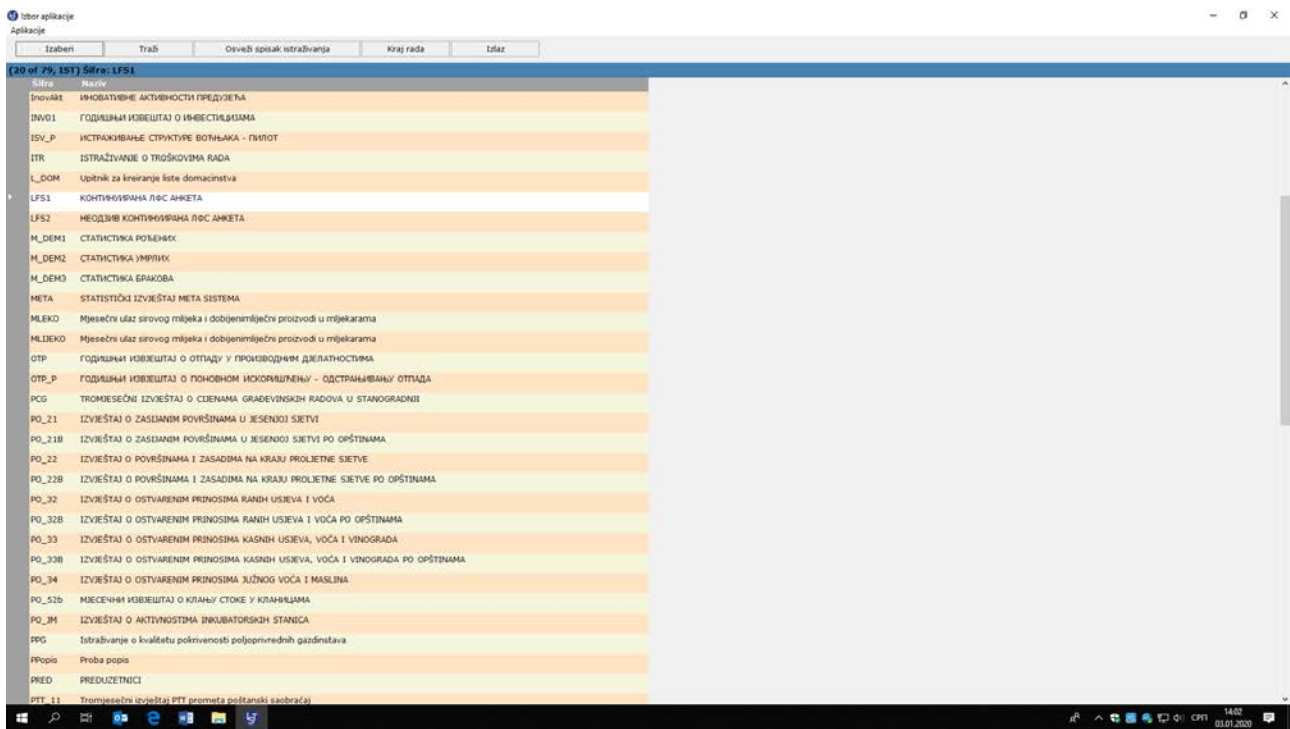 Izbor aplikacije
Aplikacije
Izaberi Traži Osveži spisak istraživanja Kraj rada Izlaz
(20 of 79, IST) Šifra: LFS1
Šifra Naziv
InovAkt ИНОВАТИВНЕ АКТИВНОСТИ ПРЕДУЗЕЋА
INV01 ГОДИШЊИ ИЗВЕШТАЈ О ИНВЕСТИЦИЈАМА
ISV_P ИСТРАЖИВАЊЕ СТРУКТУРЕ ВОЋЊАКА - ПИЛОТ
ITR ISTRAŽIVANJE O TROŠKOVIMA RADA
L_DOM Upitnik za kreiranje liste domacinstva
LFS1 КОНТИНУИРАНА ЛФС АНКЕТА
LFS2 НЕОДЗИВ КОНТИНУИРАНА ЛФС АНКЕТА
M_DEM1 СТАТИСТИКА РОЂЕНИХ
M_DEM2 СТАТИСТИКА УМРЛИХ
M_DEM3 СТАТИСТИКА БРАКОВА
META STATISTIČKI IZVJEŠTAJ META SISTEMA
MLEKO Mjesečni ulaz sirovog mlijeka i dobijenimliječni proizvodi u mljekarama
MLIJEKO Mjesečni ulaz sirovog mlijeka i dobijenimliječni proizvodi u mljekarama
OTP ГОДИШЊИ ИЗВЈЕШТАЈ О ОТПАДУ У ПРОИЗВОДНИМ ДЈЕЛАТНОСТИМА
OTP_P ГОДИШЊИ ИЗВЈЕШТАЈ О ПОНОВНОМ ИСКОРИШЋЕЊУ - ОДСТРАЊИВАЊУ ОТПАДА
PCG TROMJESEČNI IZVJEŠTAJ O CIJENAMA GRAĐEVINSKIH RADOVA U STANOGRADNJI
PO_21 IZVJEŠTAJ O ZASIJANIM POVRŠINAMA U JESENJOJ SJETVI
PO_21B IZVJEŠTAJ O ZASIJANIM POVRŠINAMA U JESENJOJ SJETVI PO OPŠTINAMA
PO_22 IZVJEŠTAJ O POVRŠINAMA I ZASADIMA NA KRAJU PROLJETNE SJETVE
PO_22B IZVJEŠTAJ O POVRŠINAMA I ZASADIMA NA KRAJU PROLJETNE SJETVE PO OPŠTINAMA
PO_32 IZVJEŠTAJ O OSTVARENIM PRINOSIMA RANIH USJEVA I VOĆA
PO_32B IZVJEŠTAJ O OSTVARENIM PRINOSIMA RANIH USJEVA I VOĆA PO OPŠTINAMA
PO_33 IZVJEŠTAJ O OSTVARENIM PRINOSIMA KASNIH USJEVA, VOĆA I VINOGRADA
PO_33B IZVJEŠTAJ O OSTVARENIM PRINOSIMA KASNIH USJEVA, VOĆA I VINOGRADA PO OPŠTINAMA
PO_34 IZVJEŠTAJ O OSTVARENIM PRINOSIMA JUŽNOG VOĆA I MASLINA
PO_52b МЈЕСЕЧНИ ИЗВЈЕШТАЈ О КЛАЊУ СТОКЕ У КЛАНИЦАМА
PO_IM IZVJEŠTAJ O AKTIVNOSTIMA INKUBATORSKIH STANICA
PPG Istraživanje o kvalitetu pokrivenosti poljoprivrednih gazdinstava
PPopis Proba popis
PRED PREDUZETNICI
PTT_11 Tromjesečni izvještaj PTT prometa poštanski saobraćaj
СРП 14:02
03.01.2020